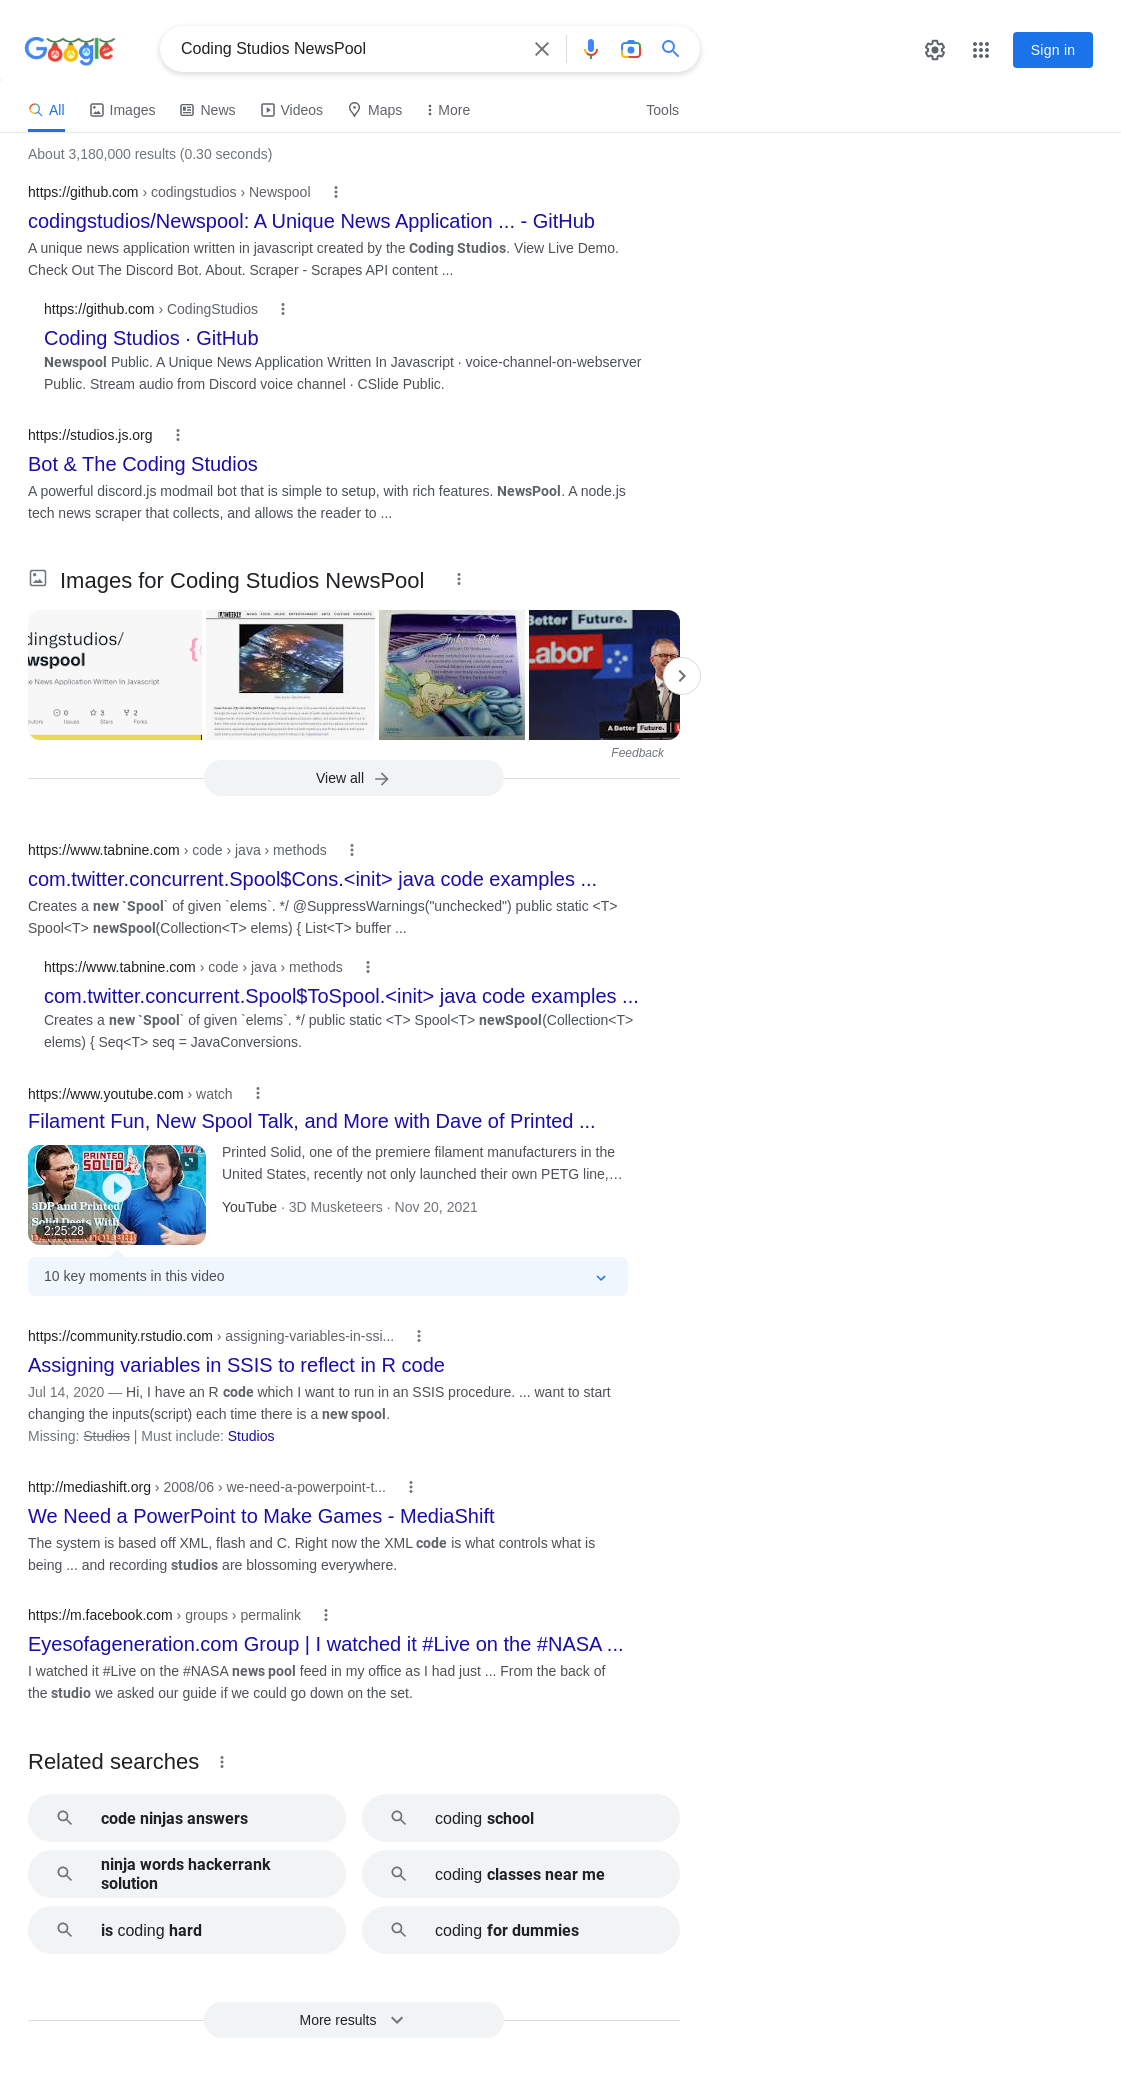 Google
Coding Studios NewsPool
Sign in
All
Images
News
Videos
Maps
More
Tools
About 3,180,000 results (0.30 seconds)
https://github.com › codingstudios › Newspool
codingstudios/Newspool: A Unique News Application ... - GitHub
A unique news application written in javascript created by the Coding Studios. View Live Demo.
Check Out The Discord Bot. About. Scraper - Scrapes API content ...
https://github.com › CodingStudios
Coding Studios · GitHub
Newspool Public. A Unique News Application Written In Javascript · voice-channel-on-webserver
Public. Stream audio from Discord voice channel · CSlide Public.
https://studios.js.org
Bot & The Coding Studios
A powerful discord.js modmail bot that is simple to setup, with rich features. NewsPool. A node.js
tech news scraper that collects, and allows the reader to ...
Images for Coding Studios NewsPool
dingstudios/
wspool
e News Application Written In Javascript
0
3
2
utors
Issues
Stars
Forks
Tinker Bell
Better Future.
Labor
A Better Future.
Feedback
View all
https://www.tabnine.com › code › java › methods
com.twitter.concurrent.Spool$Cons.<init> java code examples ...
Creates a new `Spool` of given `elems`. */ @SuppressWarnings("unchecked") public static <T>
Spool<T> newSpool(Collection<T> elems) { List<T> buffer ...
https://www.tabnine.com › code › java › methods
com.twitter.concurrent.Spool$ToSpool.<init> java code examples ...
Creates a new `Spool` of given `elems`. */ public static <T> Spool<T> newSpool(Collection<T>
elems) { Seq<T> seq = JavaConversions.
https://www.youtube.com › watch
Filament Fun, New Spool Talk, and More with Dave of Printed ...
PRINTED
SOLID
3DP and Printed
Solid Deets With
2:25:28
Printed Solid, one of the premiere filament manufacturers in the
United States, recently not only launched their own PETG line,…
YouTube · 3D Musketeers · Nov 20, 2021
10 key moments in this video
https://community.rstudio.com › assigning-variables-in-ssi...
Assigning variables in SSIS to reflect in R code
Jul 14, 2020 — Hi, I have an R code which I want to run in an SSIS procedure. ... want to start
changing the inputs(script) each time there is a new spool.
Missing: Studios | Must include: Studios
http://mediashift.org › 2008/06 › we-need-a-powerpoint-t...
We Need a PowerPoint to Make Games - MediaShift
The system is based off XML, flash and C. Right now the XML code is what controls what is
being ... and recording studios are blossoming everywhere.
https://m.facebook.com › groups › permalink
Eyesofageneration.com Group | I watched it #Live on the #NASA ...
I watched it #Live on the #NASA news pool feed in my office as I had just ... From the back of
the studio we asked our guide if we could go down on the set.
Related searches
code ninjas answers
coding school
ninja words hackerrank
solution
coding classes near me
is coding hard
coding for dummies
More results